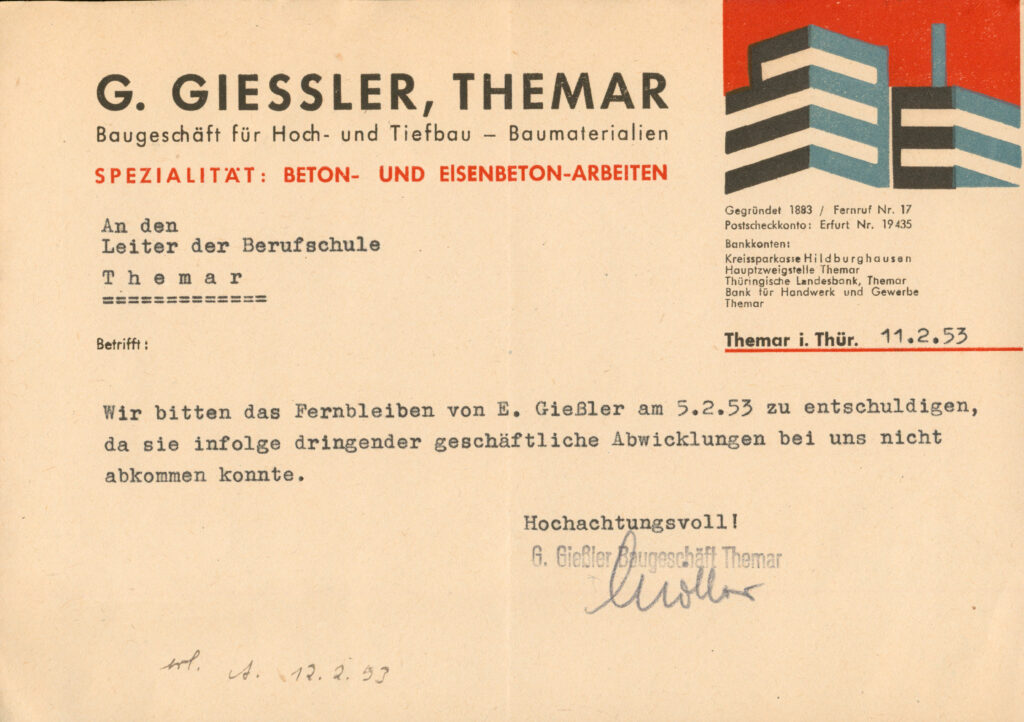 G. GIESSLER, THEMAR
Baugeschäft für Hoch- und Tiefbau – Baumaterialien
SPEZIALITÄT: BETON- UND EISENBETON-ARBEITEN
Gegründet 1883 / Fernruf Nr. 17
Postscheckkonto: Erfurt Nr. 19435
Bankkonten:
Kreissparkasse Hildburghausen
Hauptzweigstelle Themar
Thüringische Landesbank, Themar
Bank für Handwerk und Gewerbe
Themar
An den
Leiter der Berufschule
T h e m a r
=============
Themar i. Thür. 11.2.53
Betrifft:
Wir bitten das Fernbleiben von E. Gießler am 5.2.53 zu entschuldigen,
da sie infolge dringender geschäftliche Abwicklungen bei uns nicht
abkommen konnte.
Hochachtungsvoll!
G. Gießler Baugeschäft Themar
erl. A. 12.2.53